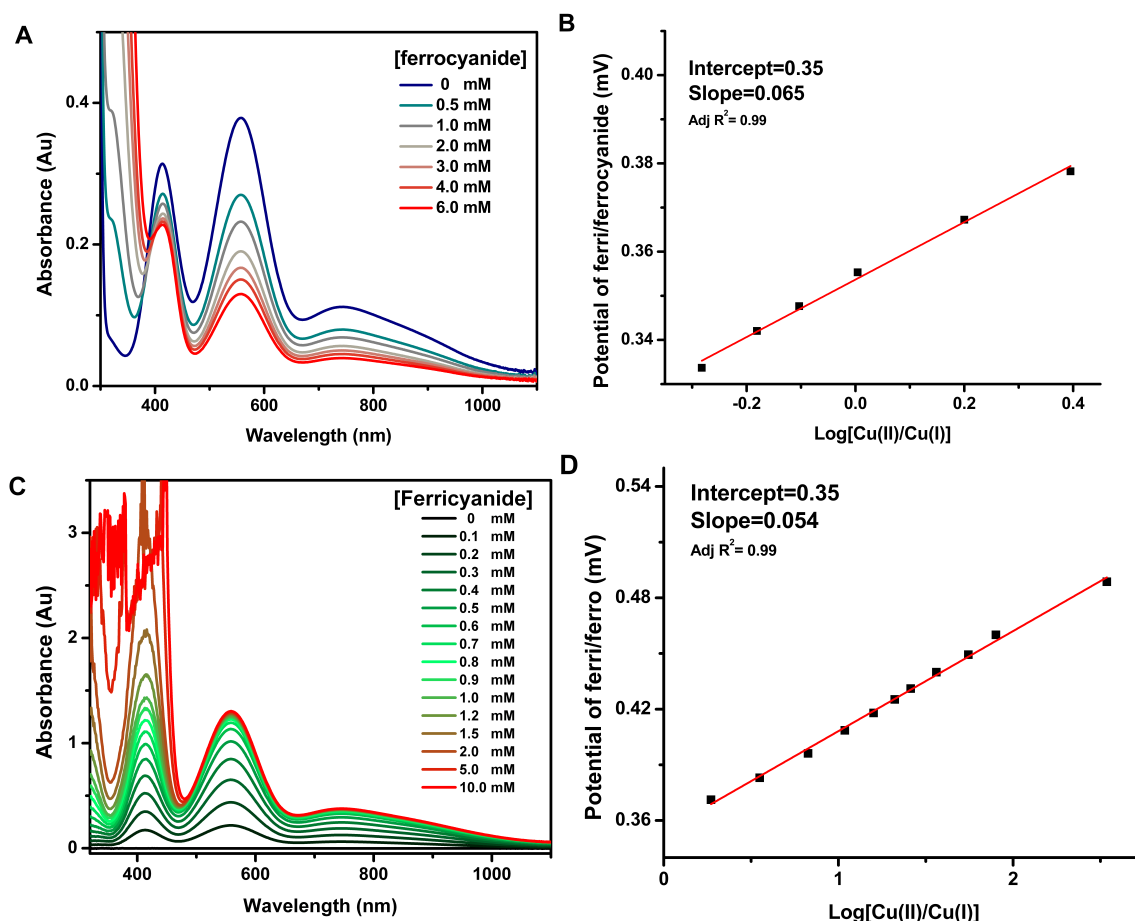 A
[ferrocyanide]
0 mM
0.5 mM
1.0 mM
2.0 mM
3.0 mM
4.0 mM
6.0 mM
0.4
0.2
0.0
400
600
800
1000
Absorbance (Au)
Wavelength (nm)
B
Intercept=0.35
Slope=0.065
Adj R²= 0.99
0.40
0.38
0.36
0.34
-0.2
0.0
0.2
0.4
Potential of ferri/ferrocyanide (mV)
Log[Cu(II)/Cu(I)]
C
[Ferricyanide]
0 mM
0.1 mM
0.2 mM
0.3 mM
0.4 mM
0.5 mM
0.6 mM
0.7 mM
0.8 mM
0.9 mM
1.0 mM
1.2 mM
1.5 mM
2.0 mM
5.0 mM
10.0 mM
3
2
1
0
400
600
800
1000
Absorbance (Au)
Wavelength (nm)
D
Intercept=0.35
Slope=0.054
Adj R²= 0.99
0.54
0.48
0.42
0.36
0
1
2
Potential of ferri/ferro (mV)
Log[Cu(II)/Cu(I)]